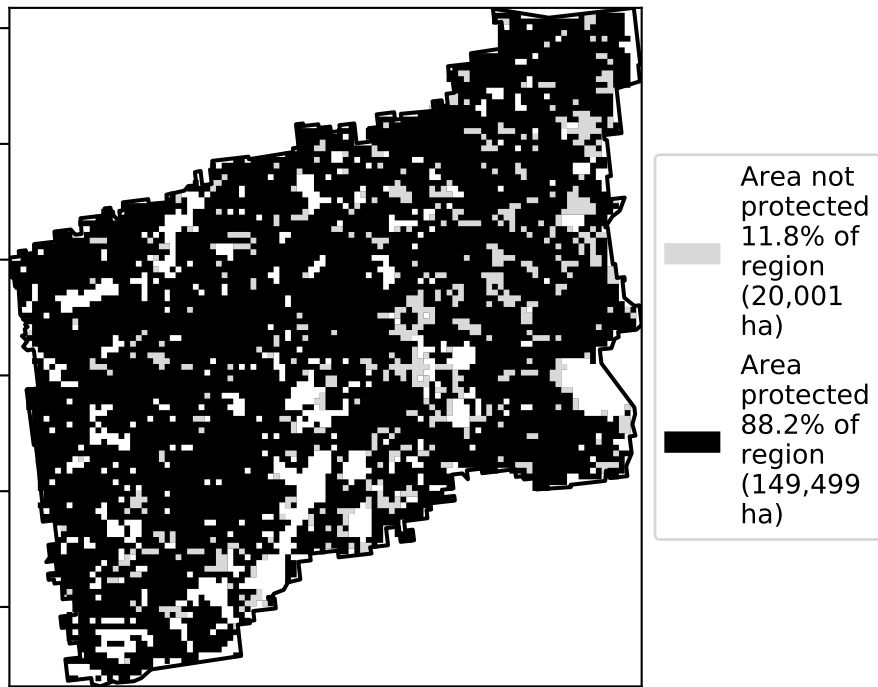 Area not
protected
11.8% of
region
(20,001
ha)
Area
protected
88.2% of
region
(149,499
ha)